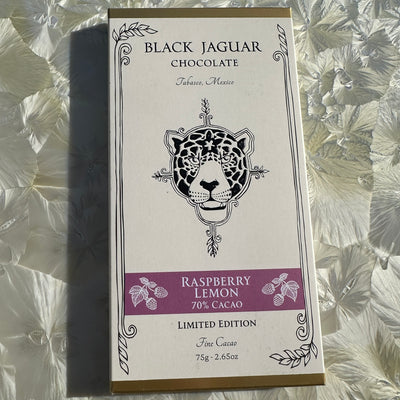 BLACK JAGUAR
CHOCOLATE
Tabasco, Mexico
RASPBERRY
LEMON
70% CACAO
LIMITED EDITION
Fine Cacao
75g - 2.65oz